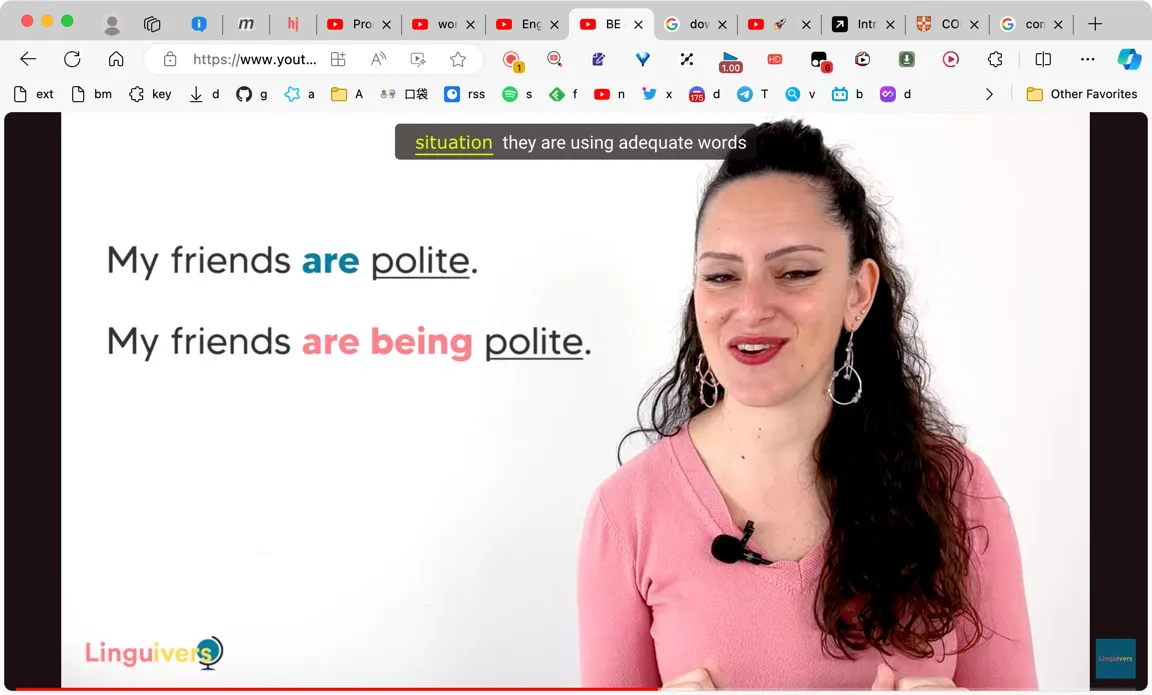 Pro
wor
Eng
BE
dov
Intr
CO
con
https://www.yout...
1
1.00
HD
6
ext
bm
key
d
g
a
A
口袋
rss
s
f
n
x
175
d
T
v
b
d
Other Favorites
situation they are using adequate words
My friends are polite.
My friends are being polite.
Linguivers
Linguivers